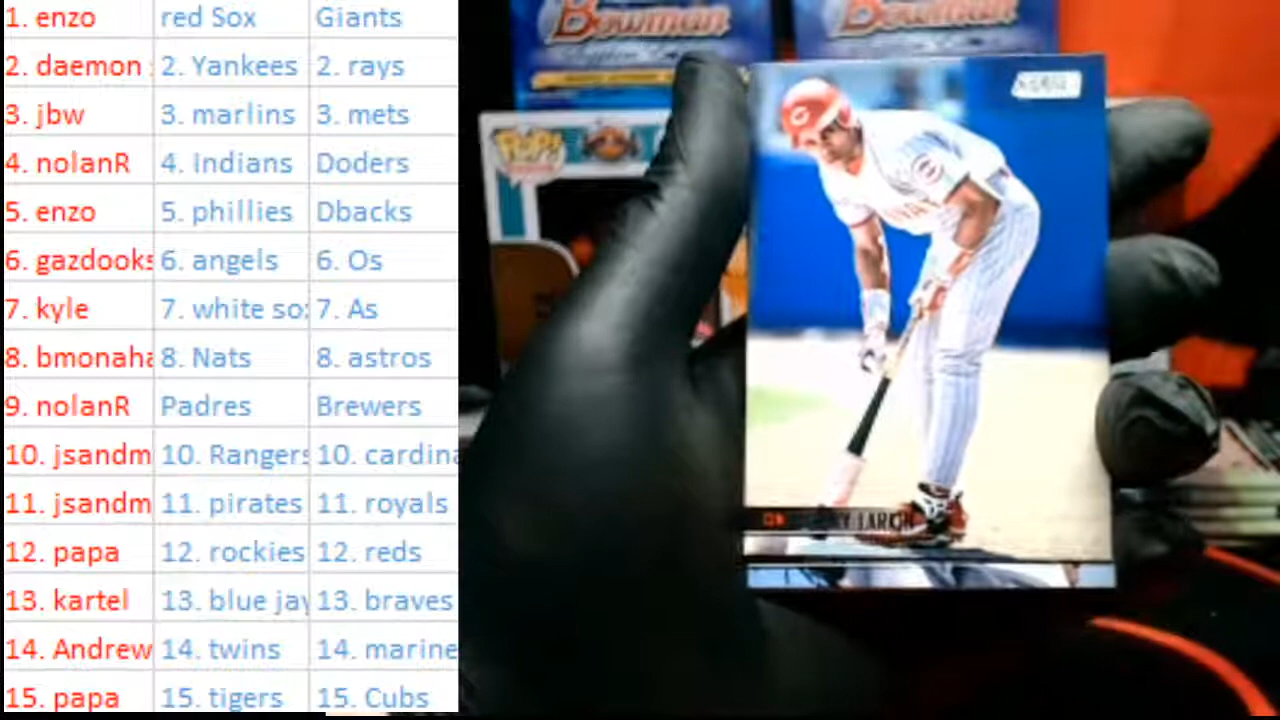 1. enzo red Sox Giants
2. daemon 2. Yankees 2. rays
3. jbw 3. marlins 3. mets
4. nolanR 4. Indians Doders
5. enzo 5. phillies Dbacks
6. gazdooks 6. angels 6. Os
7. kyle 7. white so 7. As
8. bmonaha 8. Nats 8. astros
9. nolanR Padres Brewers
10. jsandm 10. Rangers 10. cardina
11. jsandm 11. pirates 11. royals
12. papa 12. rockies 12. reds
13. kartel 13. blue jay 13. braves
14. Andrew 14. twins 14. marine
15. papa 15. tigers 15. Cubs
Bowman
Bowman
POP!
C
LARKIN